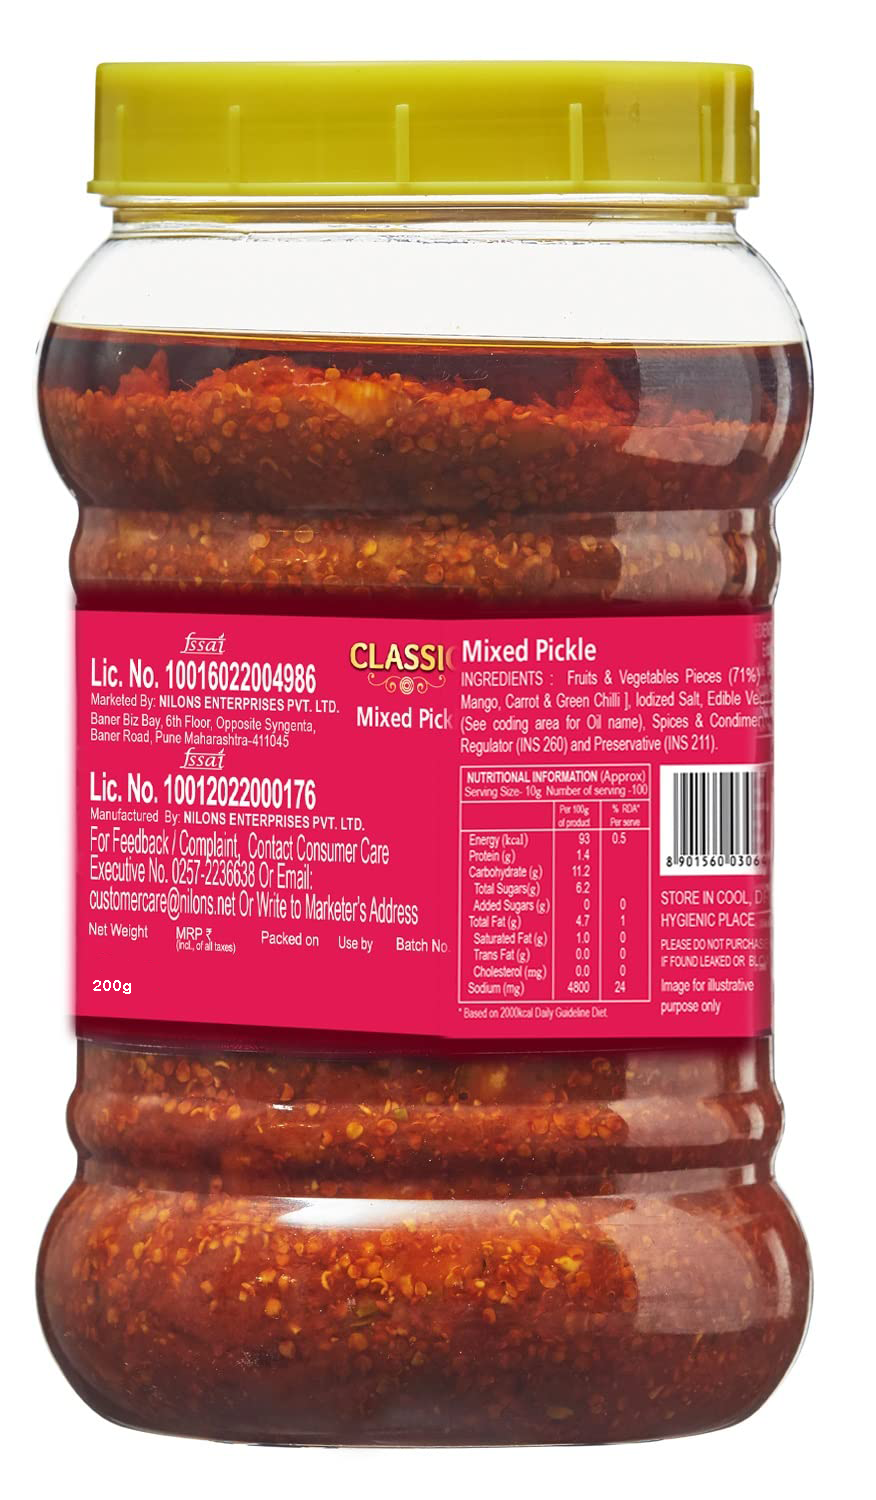 fssai
Lic. No. 10016022004986
Marketed By: NILONS ENTERPRISES PVT. LTD.
Baner Biz Bay, 6th Floor, Opposite Syngenta,
Baner Road, Pune Maharashtra-411045
fssai
Lic. No. 10012022000176
Manufactured By: NILONS ENTERPRISES PVT. LTD.
For Feedback / Complaint, Contact Consumer Care
Executive No. 0257-2236638 Or Email:
customercare@nilons.net Or Write to Marketer's Address
Net Weight MRP ₹ Packed on Use by Batch No.
(incl., of all taxes)
200g
CLASSI
Mixed Pick
Mixed Pickle
INGREDIENTS : Fruits & Vegetables Pieces (71%)
Mango, Carrot & Green Chilli ], Iodized Salt, Edible Ve
(See coding area for Oil name), Spices & Condimen
Regulator (INS 260) and Preservative (INS 211).
NUTRITIONAL INFORMATION (Approx)
Serving Size- 10g Number of serving -100
Per 100g % RDA*
of product Per serve
Energy (kcal) 93 0.5
Protein (g) 1.4
Carbohydrate (g) 11.2
Total Sugars(g) 6.2
Added Sugars (g) 0 0
Total Fat (g) 4.7 1
Saturated Fat (g) 1.0 0
Trans Fat (g) 0.0 0
Cholesterol (mg) 0.0 0
Sodium (mg) 4800 24
* Based on 2000kcal Daily Guideline Diet.
8 901560 0306
STORE IN COOL, D
HYGIENIC PLACE
PLEASE DO NOT PURCHASE
IF FOUND LEAKED OR
Image for illustrative
purpose only